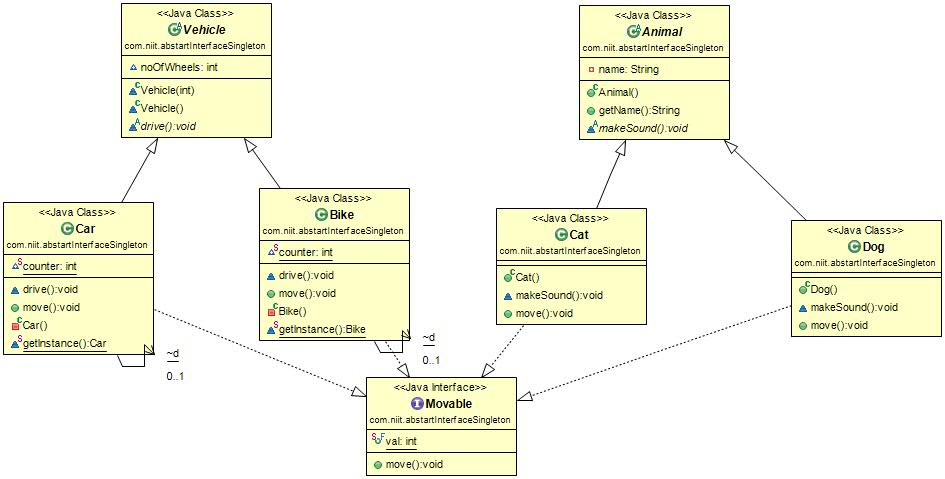 <<Java Class>>
Vehicle
com.niit.abstartInterfaceSingleton
noOfWheels: int
Vehicle(int)
Vehicle()
drive():void
<<Java Class>>
Animal
com.niit.abstartInterfaceSingleton
name: String
Animal()
getName():String
makeSound():void
<<Java Class>>
Car
com.niit.abstartInterfaceSingleton
counter: int
drive():void
move():void
Car()
getInstance():Car
~d
0..1
<<Java Class>>
Bike
com.niit.abstartInterfaceSingleton
counter: int
drive():void
move():void
Bike()
getInstance():Bike
~d
0..1
<<Java Class>>
Cat
com.niit.abstartInterfaceSingleton
Cat()
makeSound():void
move():void
<<Java Class>>
Dog
com.niit.abstartInterfaceSingleton
Dog()
makeSound():void
move():void
<<Java Interface>>
Movable
com.niit.abstartInterfaceSingleton
val: int
move():void